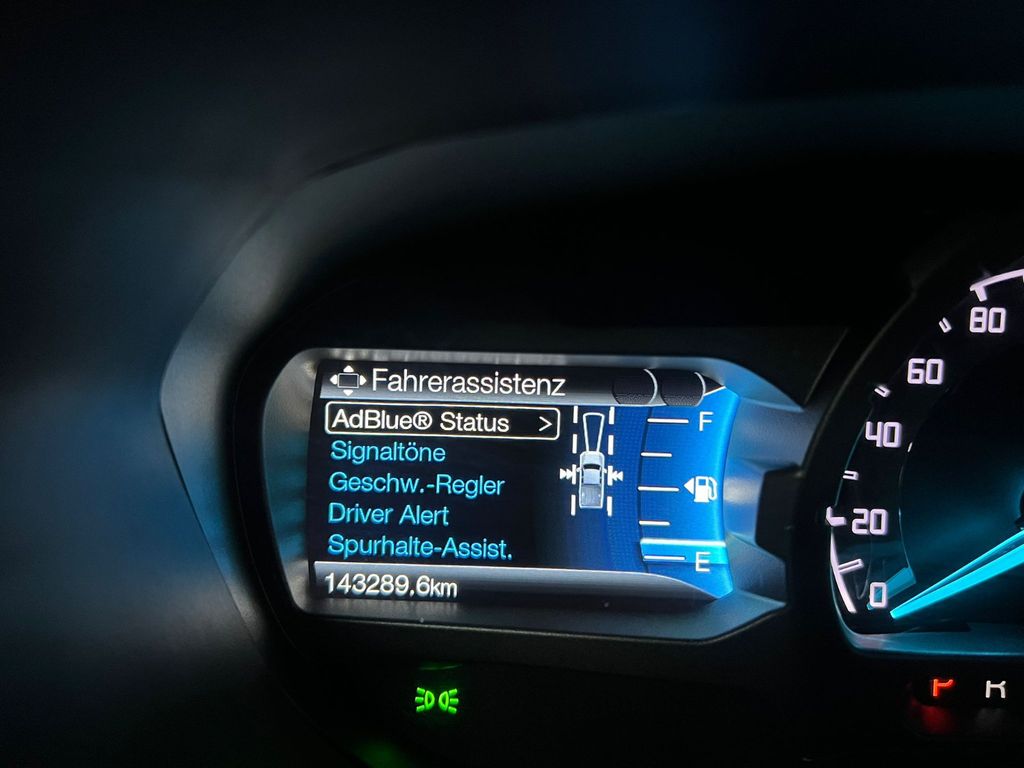 Fahrerassistenz
AdBlue® Status >
Signaltöne
Geschw.-Regler
Driver Alert
Spurhalte-Assist.
143289.6km
F
E
80
60
40
20
0
P R